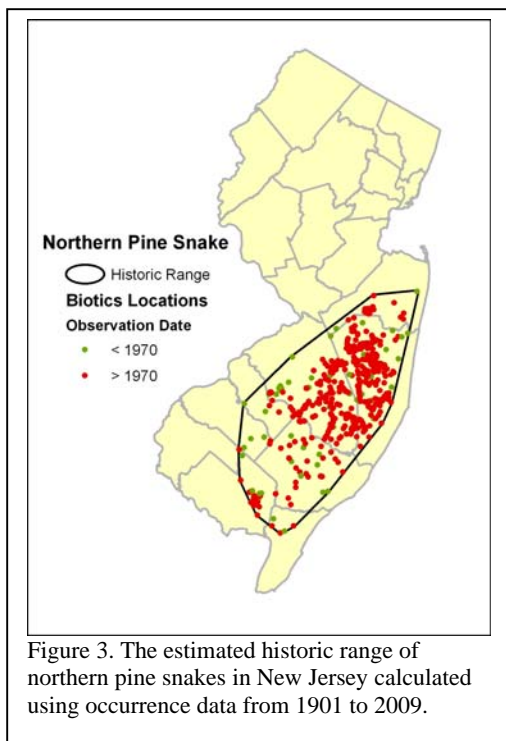 Northern Pine Snake
Historic Range
Biotics Locations
Observation Date
< 1970
> 1970
Figure 3. The estimated historic range of
northern pine snakes in New Jersey calculated
using occurrence data from 1901 to 2009.